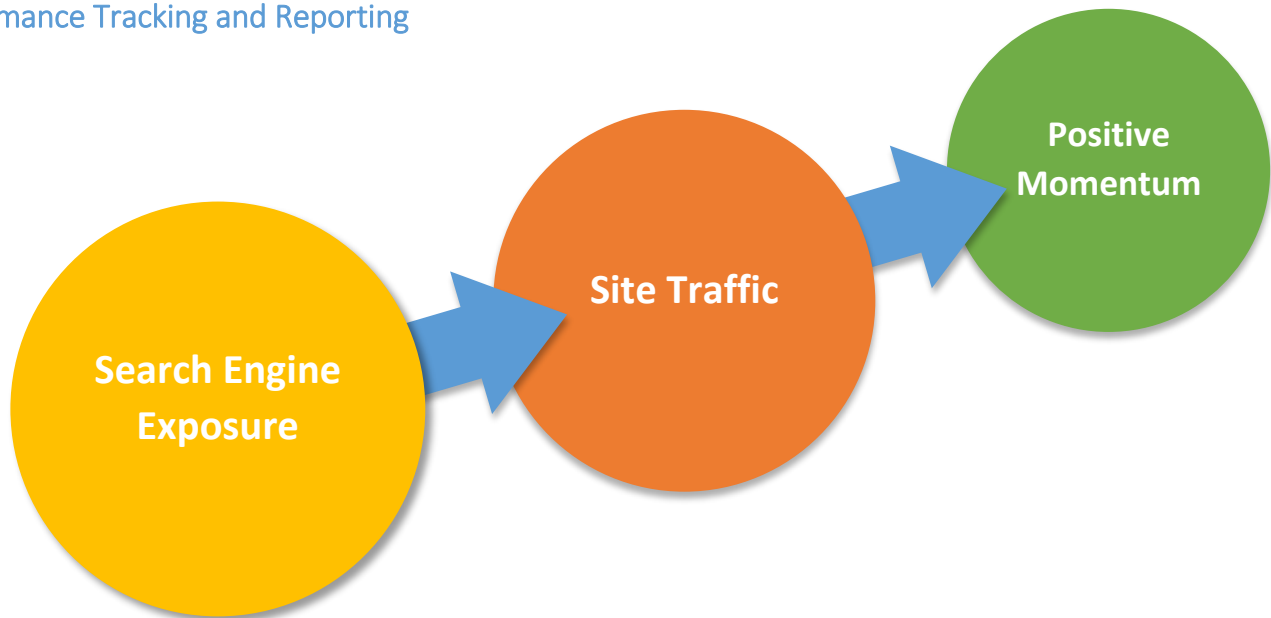 mance Tracking and Reporting
Positive
Momentum
Site Traffic
Search Engine
Exposure